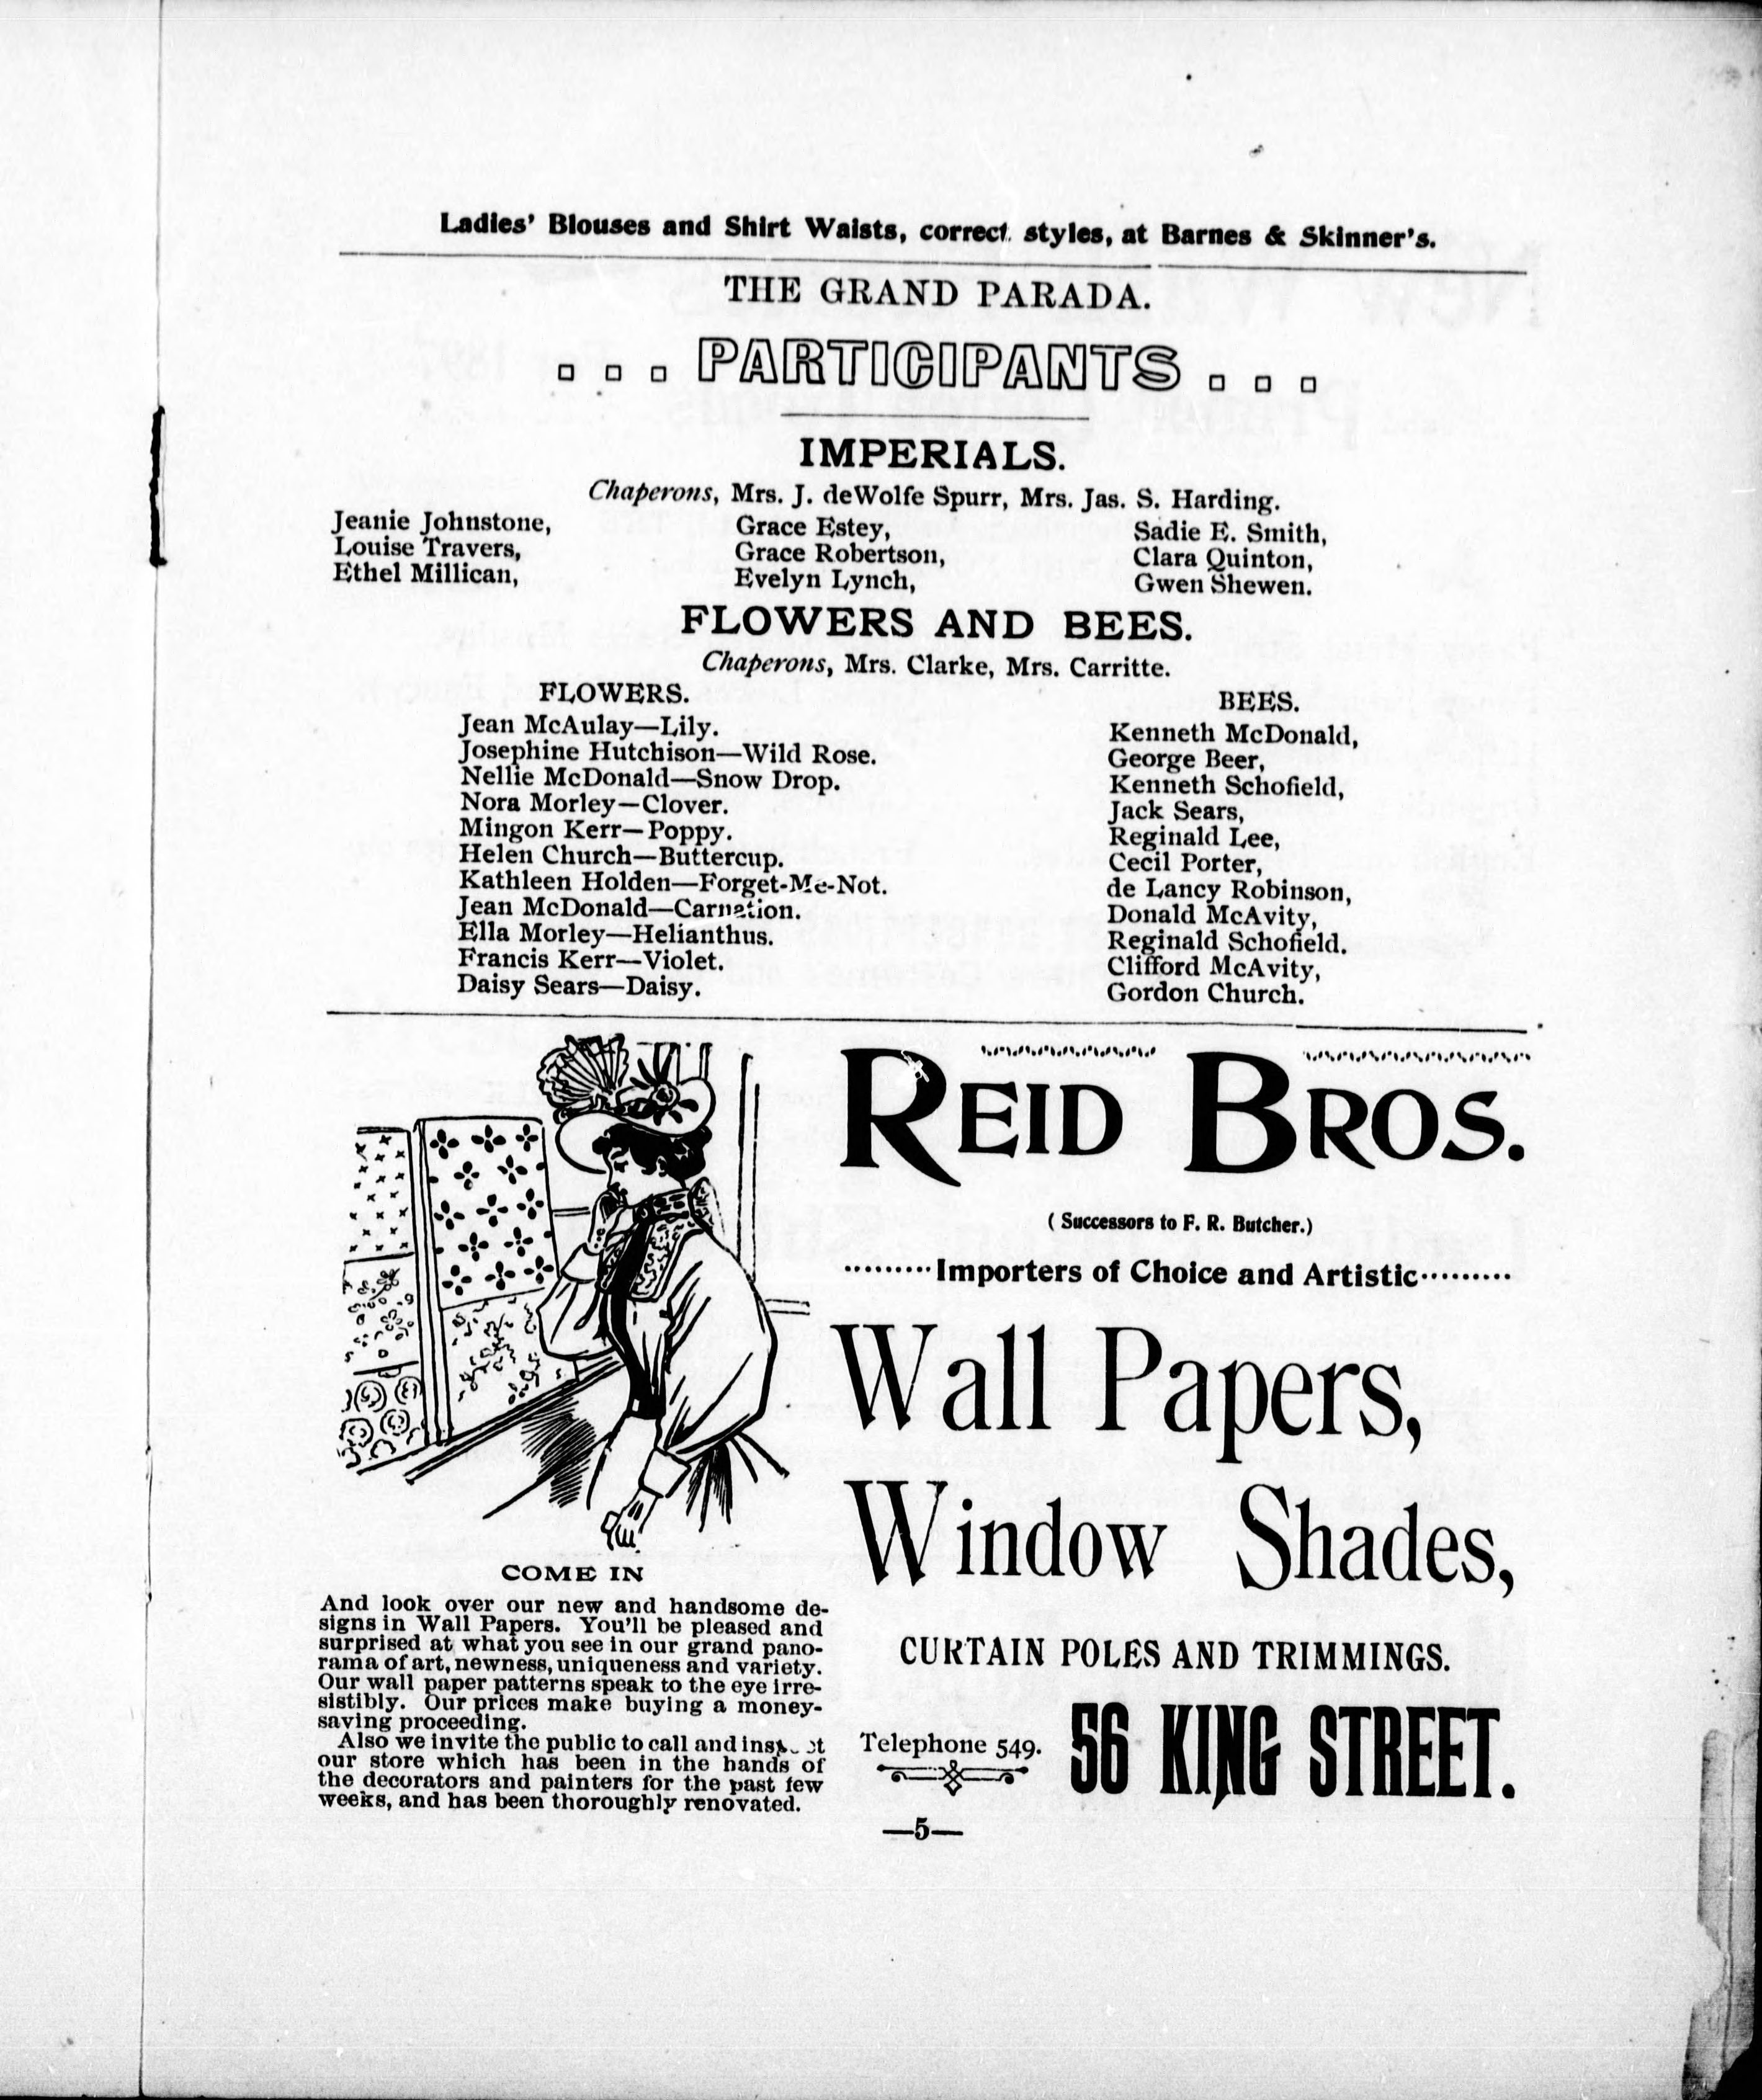 Ladies' Blouses and Shirt Waists, correct styles, at Barnes & Skinner's.
THE GRAND PARADA.
. . . PARTICIPANTS . . .
IMPERIALS.
Chaperons, Mrs. J. deWolfe Spurr, Mrs. Jas. S. Harding.
Jeanie Johnstone,
Louise Travers,
Ethel Millican,
Grace Estey,
Grace Robertson,
Evelyn Lynch,
Sadie E. Smith,
Clara Quinton,
Gwen Shewen.
FLOWERS AND BEES.
Chaperons, Mrs. Clarke, Mrs. Carritte.
FLOWERS.
Jean McAulay—Lily.
Josephine Hutchison—Wild Rose.
Nellie McDonald—Snow Drop.
Nora Morley—Clover.
Mingon Kerr—Poppy.
Helen Church—Buttercup.
Kathleen Holden—Forget-Me-Not.
Jean McDonald—Carnation.
Ella Morley—Helianthus.
Francis Kerr—Violet.
Daisy Sears—Daisy.
BEES.
Kenneth McDonald,
George Beer,
Kenneth Schofield,
Jack Sears,
Reginald Lee,
Cecil Porter,
de Lancy Robinson,
Donald McAvity,
Reginald Schofield.
Clifford McAvity,
Gordon Church.
COME IN
And look over our new and handsome de-
signs in Wall Papers. You'll be pleased and
surprised at what you see in our grand pano-
rama of art, newness, uniqueness and variety.
Our wall paper patterns speak to the eye irre-
sistibly. Our prices make buying a money-
saving proceeding.
Also we invite the public to call and inspect
our store which has been in the hands of
the decorators and painters for the past few
weeks, and has been thoroughly renovated.
REID BROS.
( Successors to F. R. Butcher.)
.........Importers of Choice and Artistic.........
Wall Papers,
Window Shades,
CURTAIN POLES AND TRIMMINGS.
Telephone 549.
56 KING STREET.
—5—